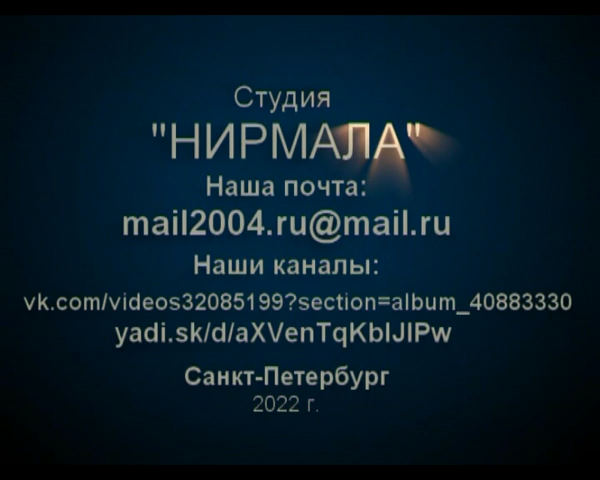 Студия
"НИРМАЛА"
Наша почта:
mail2004.ru@mail.ru
Наши каналы:
vk.com/videos32085199?section=album_40883330
yadi.sk/d/aXVenTqKblJlPw
Санкт-Петербург
2022 г.